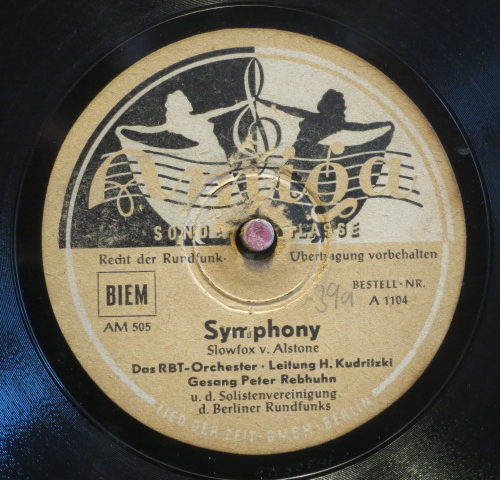 Amiga
SONDERKLASSE
Recht der Rundfunk- Übertragung vorbehalten
BIEM
BESTELL-NR.
A 1104
39a
AM 505
Symphony
Slowfox v. Alstone
Das RBT-Orchester · Leitung H. Kudritzki
Gesang Peter Rebhuhn
u. d. Solistenvereinigung
d. Berliner Rundfunks
LIED DER ZEIT · GMBH. BERLIN